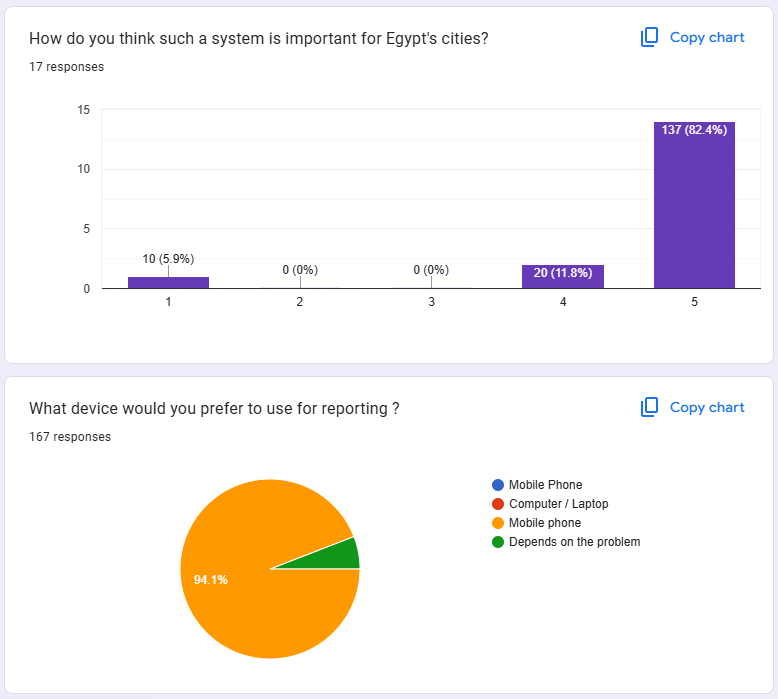 How do you think such a system is important for Egypt's cities?
Copy chart
17 responses
15
10
5
0
10 (5.9%)
0 (0%)
0 (0%)
20 (11.8%)
137 (82.4%)
1
2
3
4
5
What device would you prefer to use for reporting ?
Copy chart
167 responses
94.1%
Mobile Phone
Computer / Laptop
Mobile phone
Depends on the problem